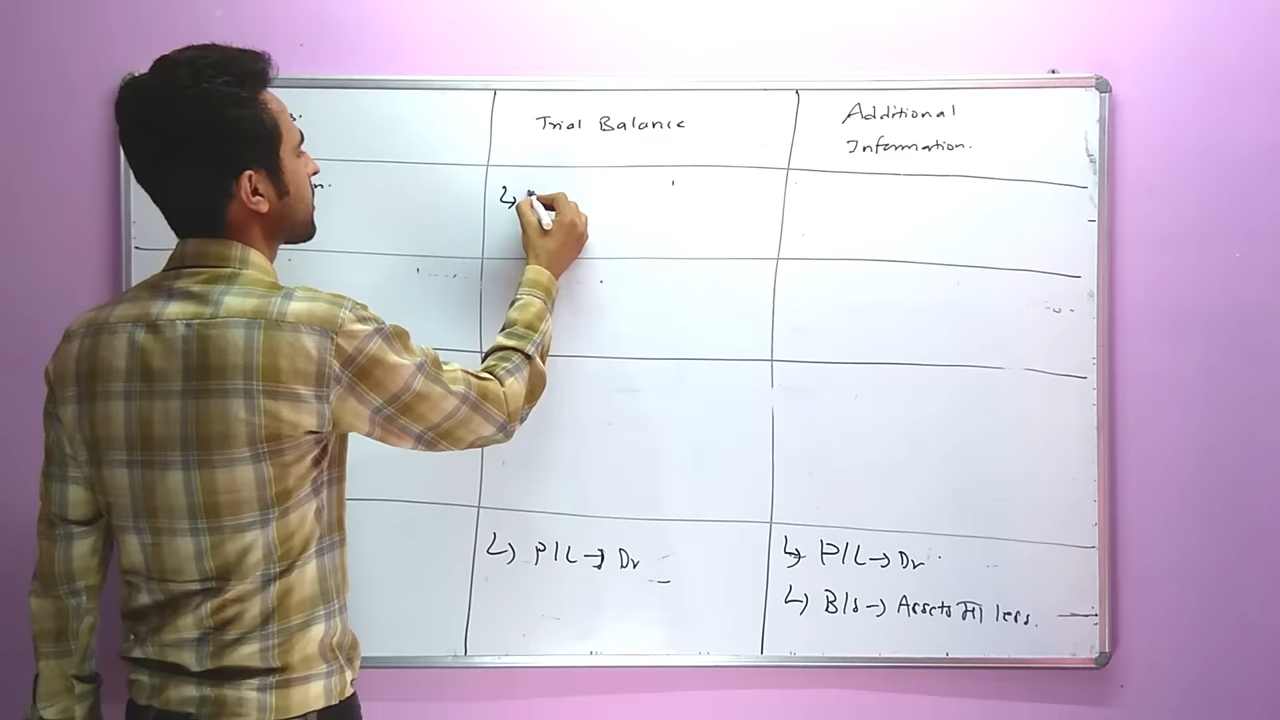 s.
Trial Balance
Additional
Information.
n.
↳
↳ P/L → Dr
↳ P/L → Dr
↳ B/s → Assets मा less.